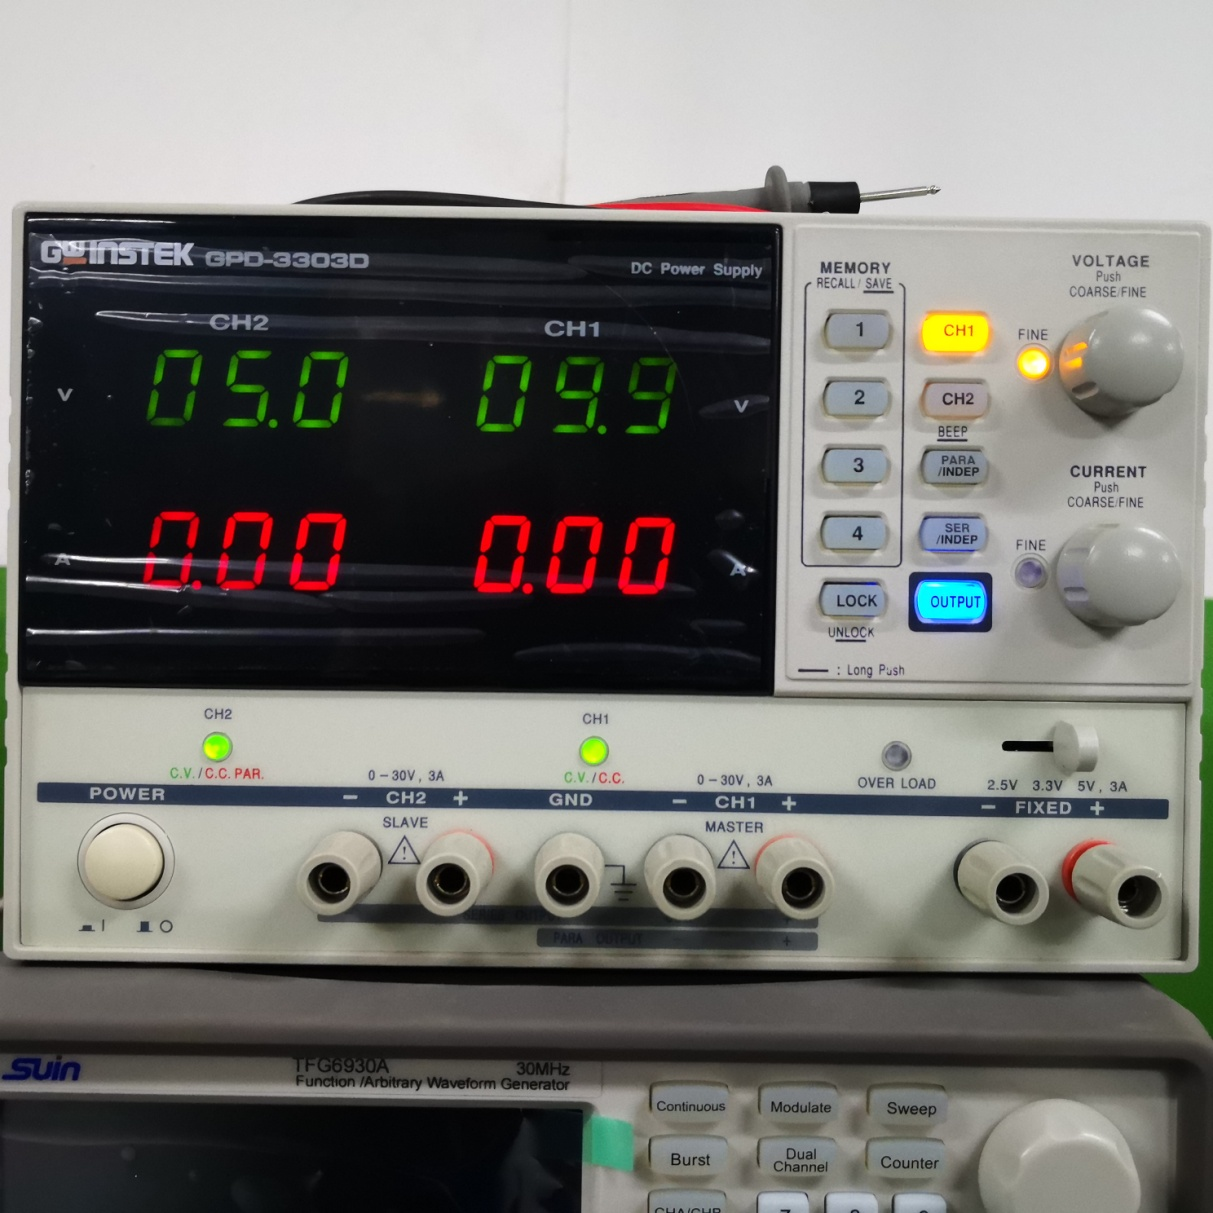 GWINSTEK GPD-3303D
DC Power Supply
CH2 CH1
V 05.0 09.9 V
A 0.00 0.00 A
MEMORY
RECALL/ SAVE
1
2
3
4
LOCK
UNLOCK
CH1
CH2
BEEP
PARA
/INDEP
SER
/INDEP
OUTPUT
: Long Push
VOLTAGE
Push
COARSE/FINE
FINE
CURRENT
Push
COARSE/FINE
FINE
CH2
C.V./C.C. PAR.
CH1
C.V./C.C.
OVER LOAD
POWER
0-30V, 3A
- CH2 +
SLAVE
GND
0-30V, 3A
- CH1 +
MASTER
2.5V 3.3V 5V, 3A
- FIXED +
PARA OUTPUT - +
suin
TFG6930A 30MHz
Function /Arbitrary Waveform Generator
Continuous Modulate Sweep
Burst Dual
Channel Counter